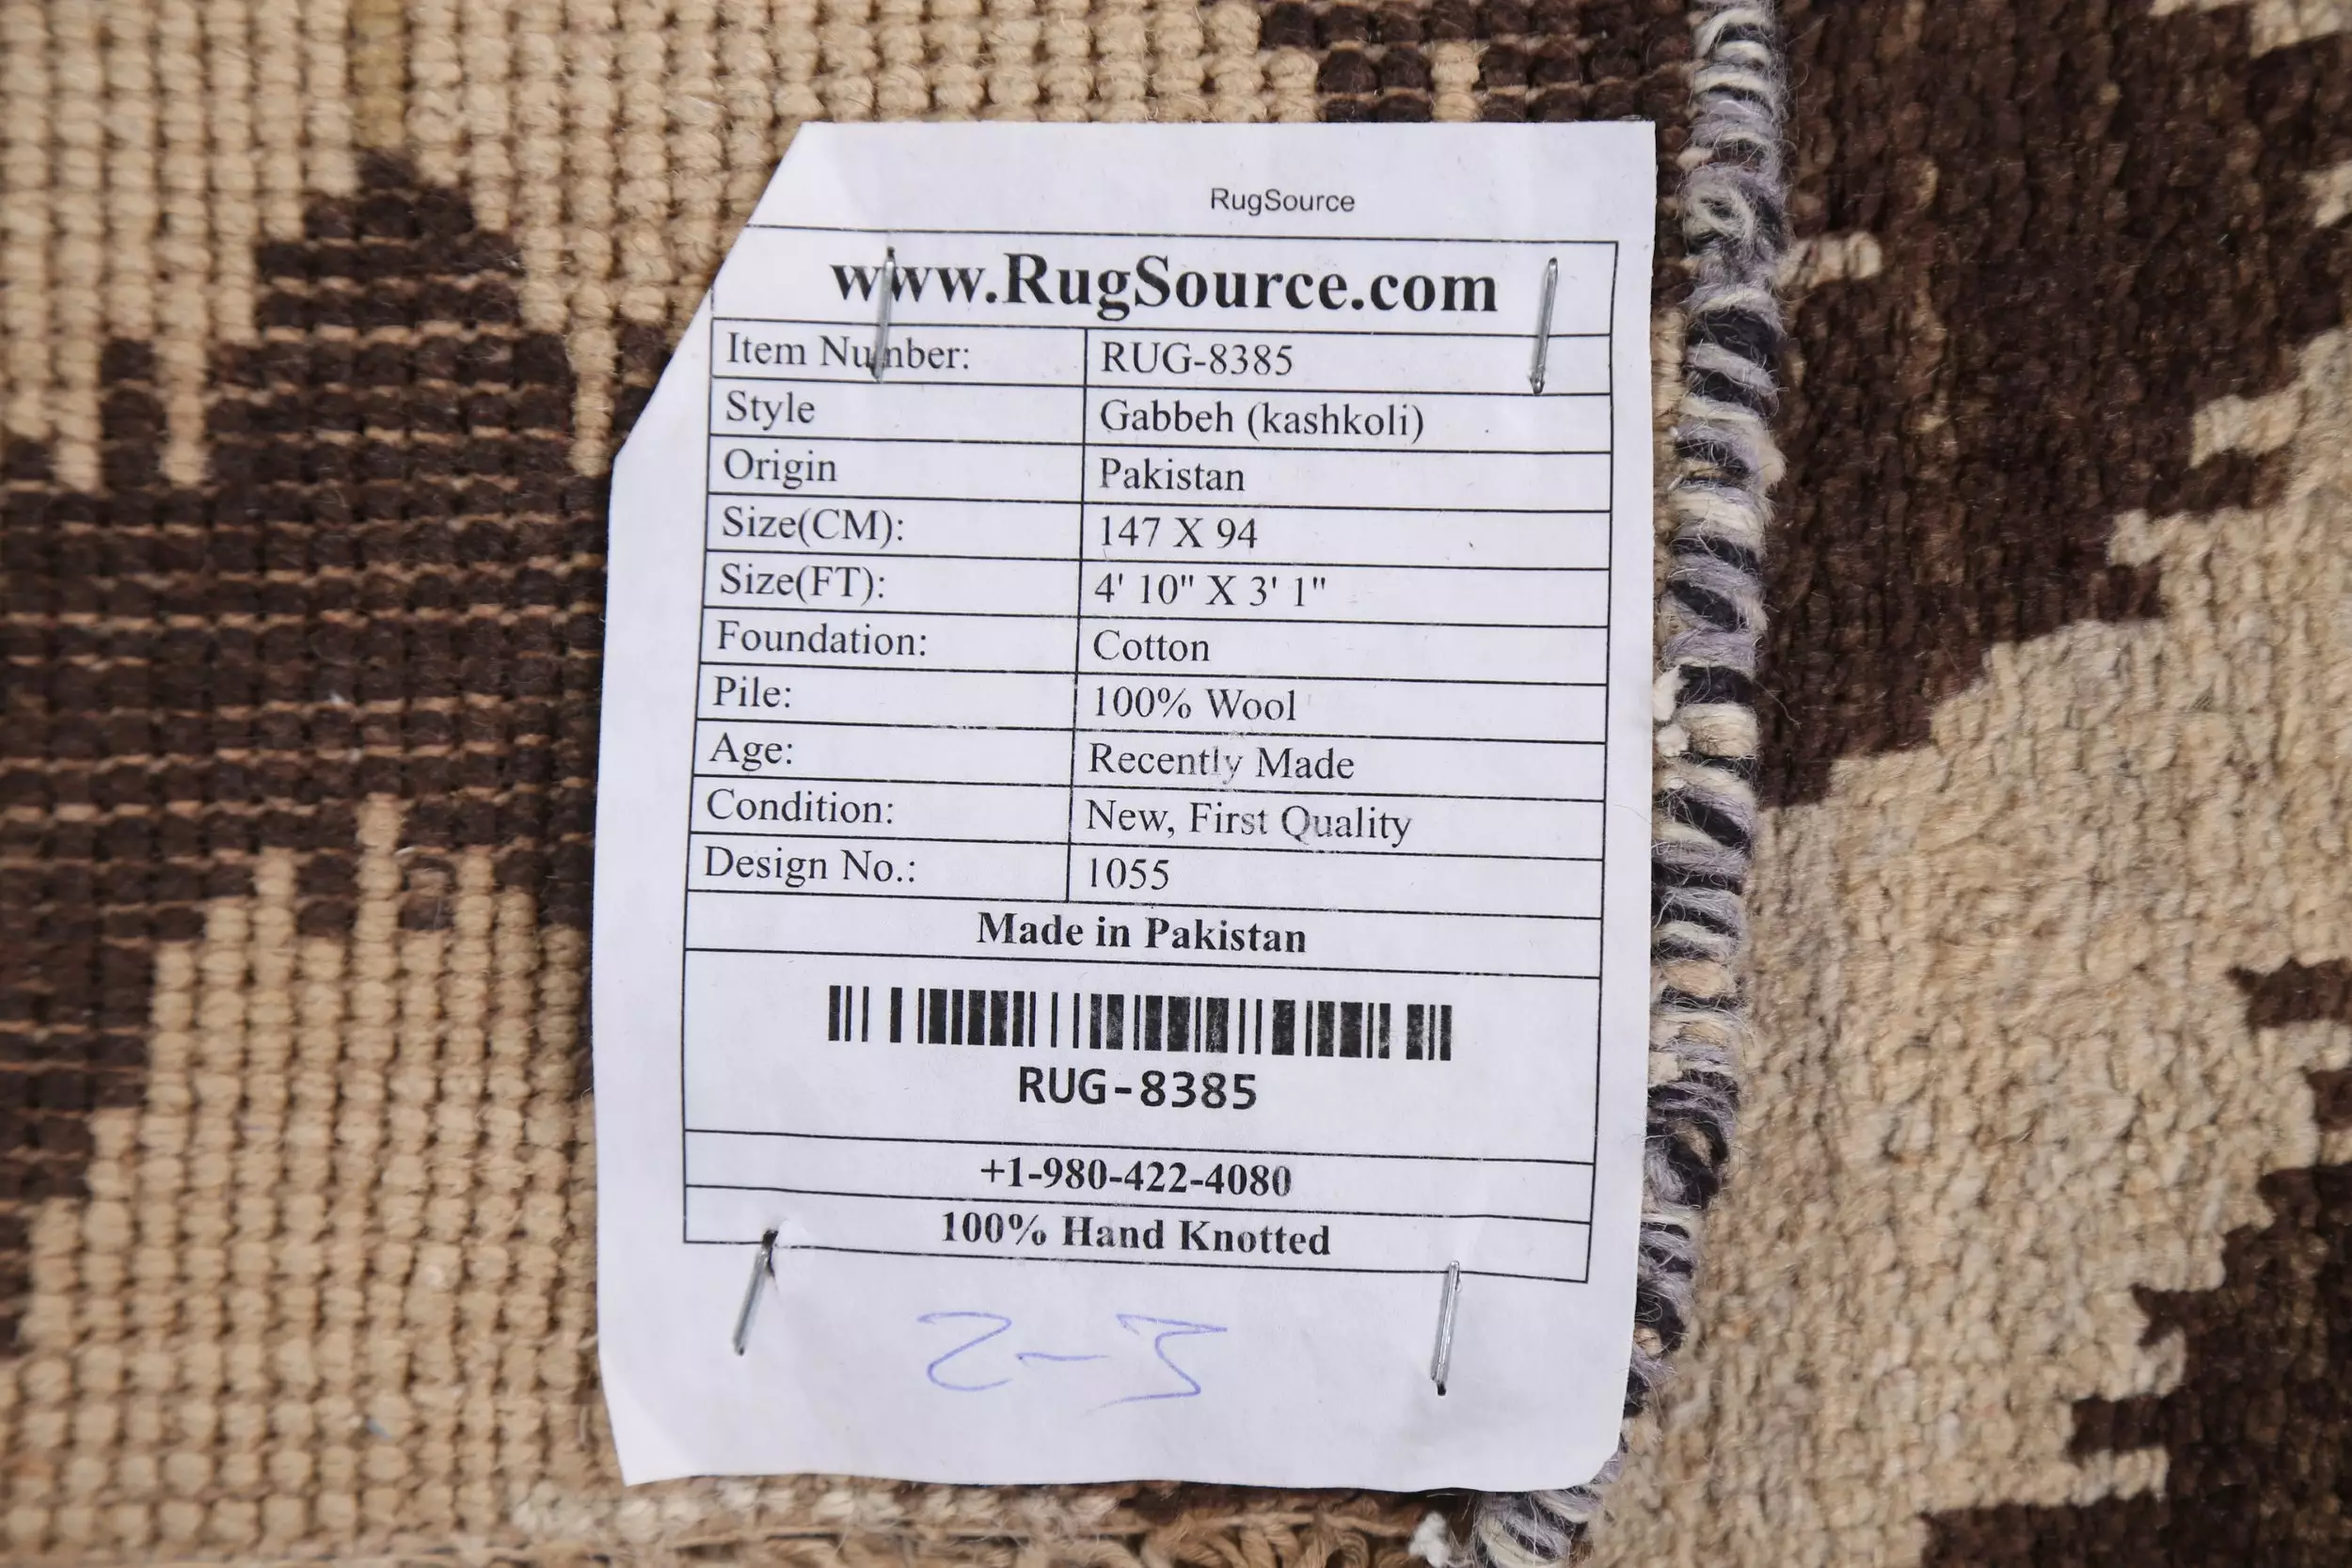 RugSource
www.RugSource.com
Item Number: RUG-8385
Style Gabbeh (kashkoli)
Origin Pakistan
Size(CM): 147 X 94
Size(FT): 4' 10" X 3' 1"
Foundation: Cotton
Pile: 100% Wool
Age: Recently Made
Condition: New, First Quality
Design No.: 1055
Made in Pakistan
RUG-8385
+1-980-422-4080
100% Hand Knotted
2-3